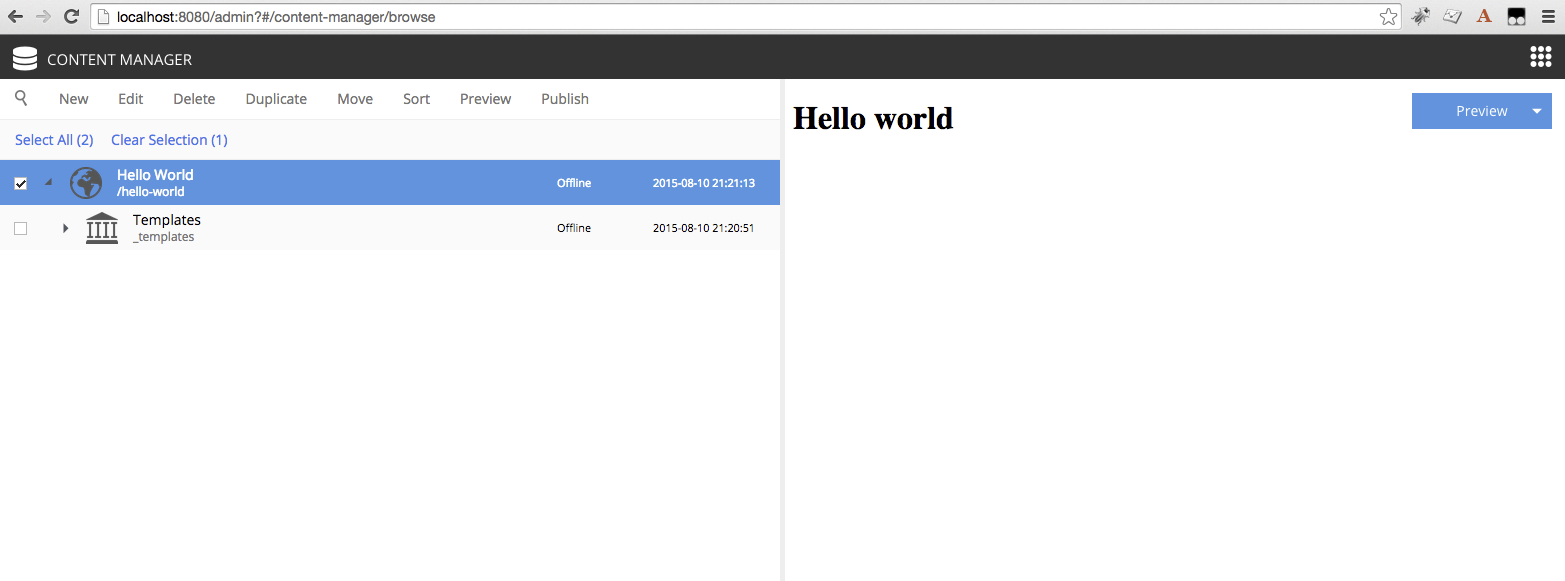 localhost:8080/admin?#/content-manager/browse
CONTENT MANAGER
New Edit Delete Duplicate Move Sort Preview Publish
Select All (2) Clear Selection (1)
Hello World
/hello-world
Offline 2015-08-10 21:21:13
Templates
_templates
Offline 2015-08-10 21:20:51
Hello world
Preview